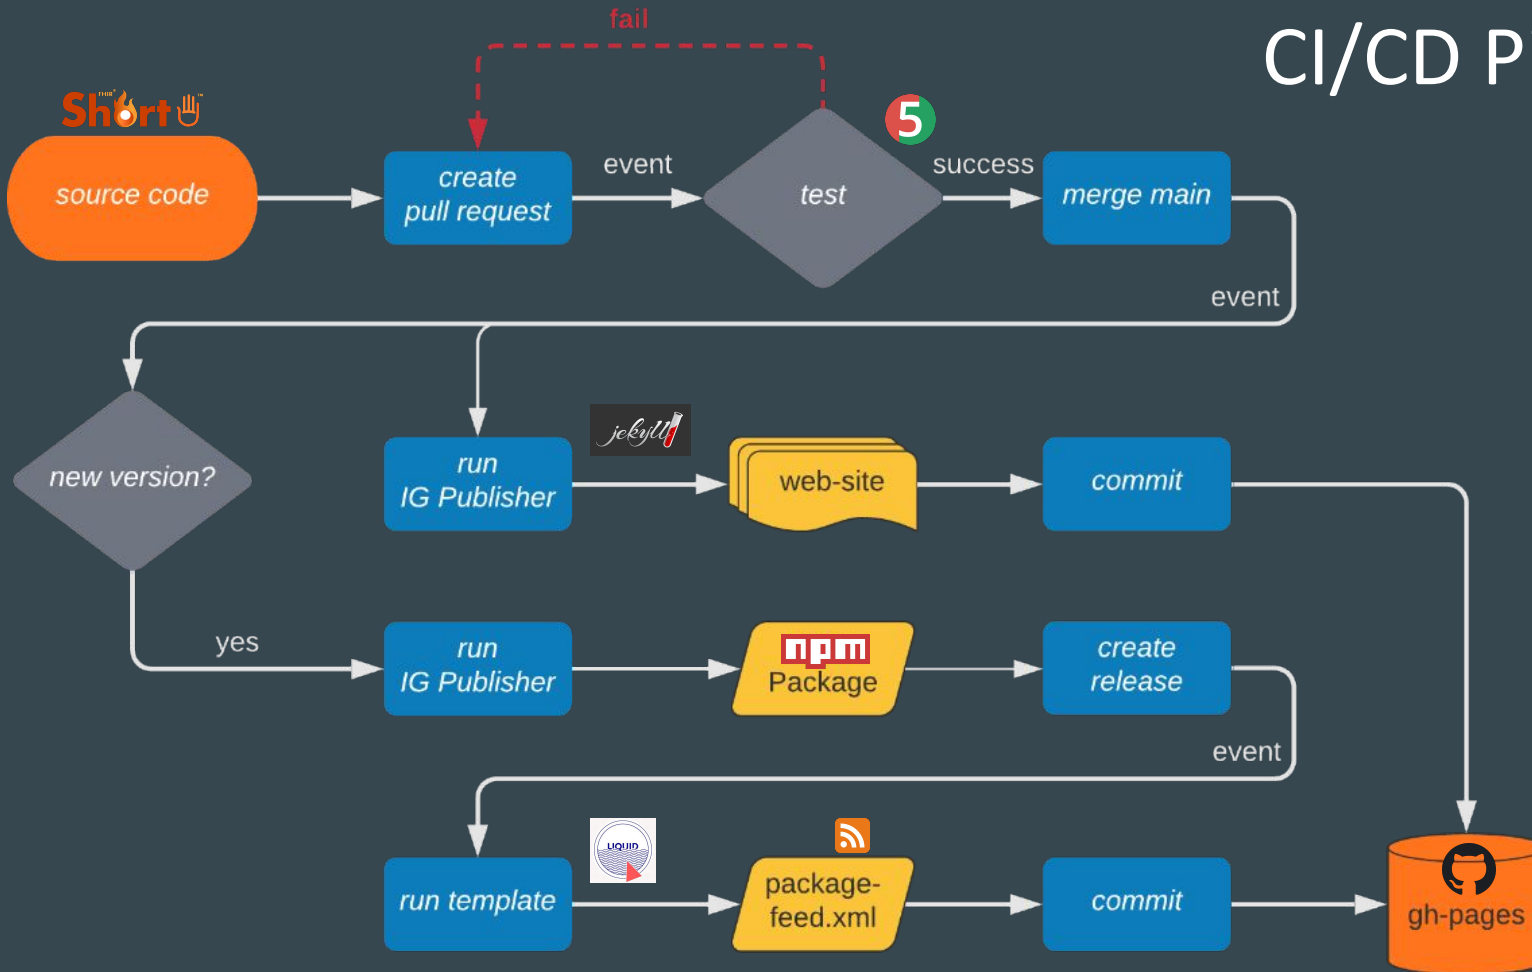 fail
CI/CD P
FHIR
Short
source code
create
pull request
event
test
5
success
merge main
event
new version?
run
IG Publisher
jekyll
web-site
commit
yes
run
IG Publisher
npm
Package
create
release
event
run template
LIQUID
package-
feed.xml
commit
gh-pages